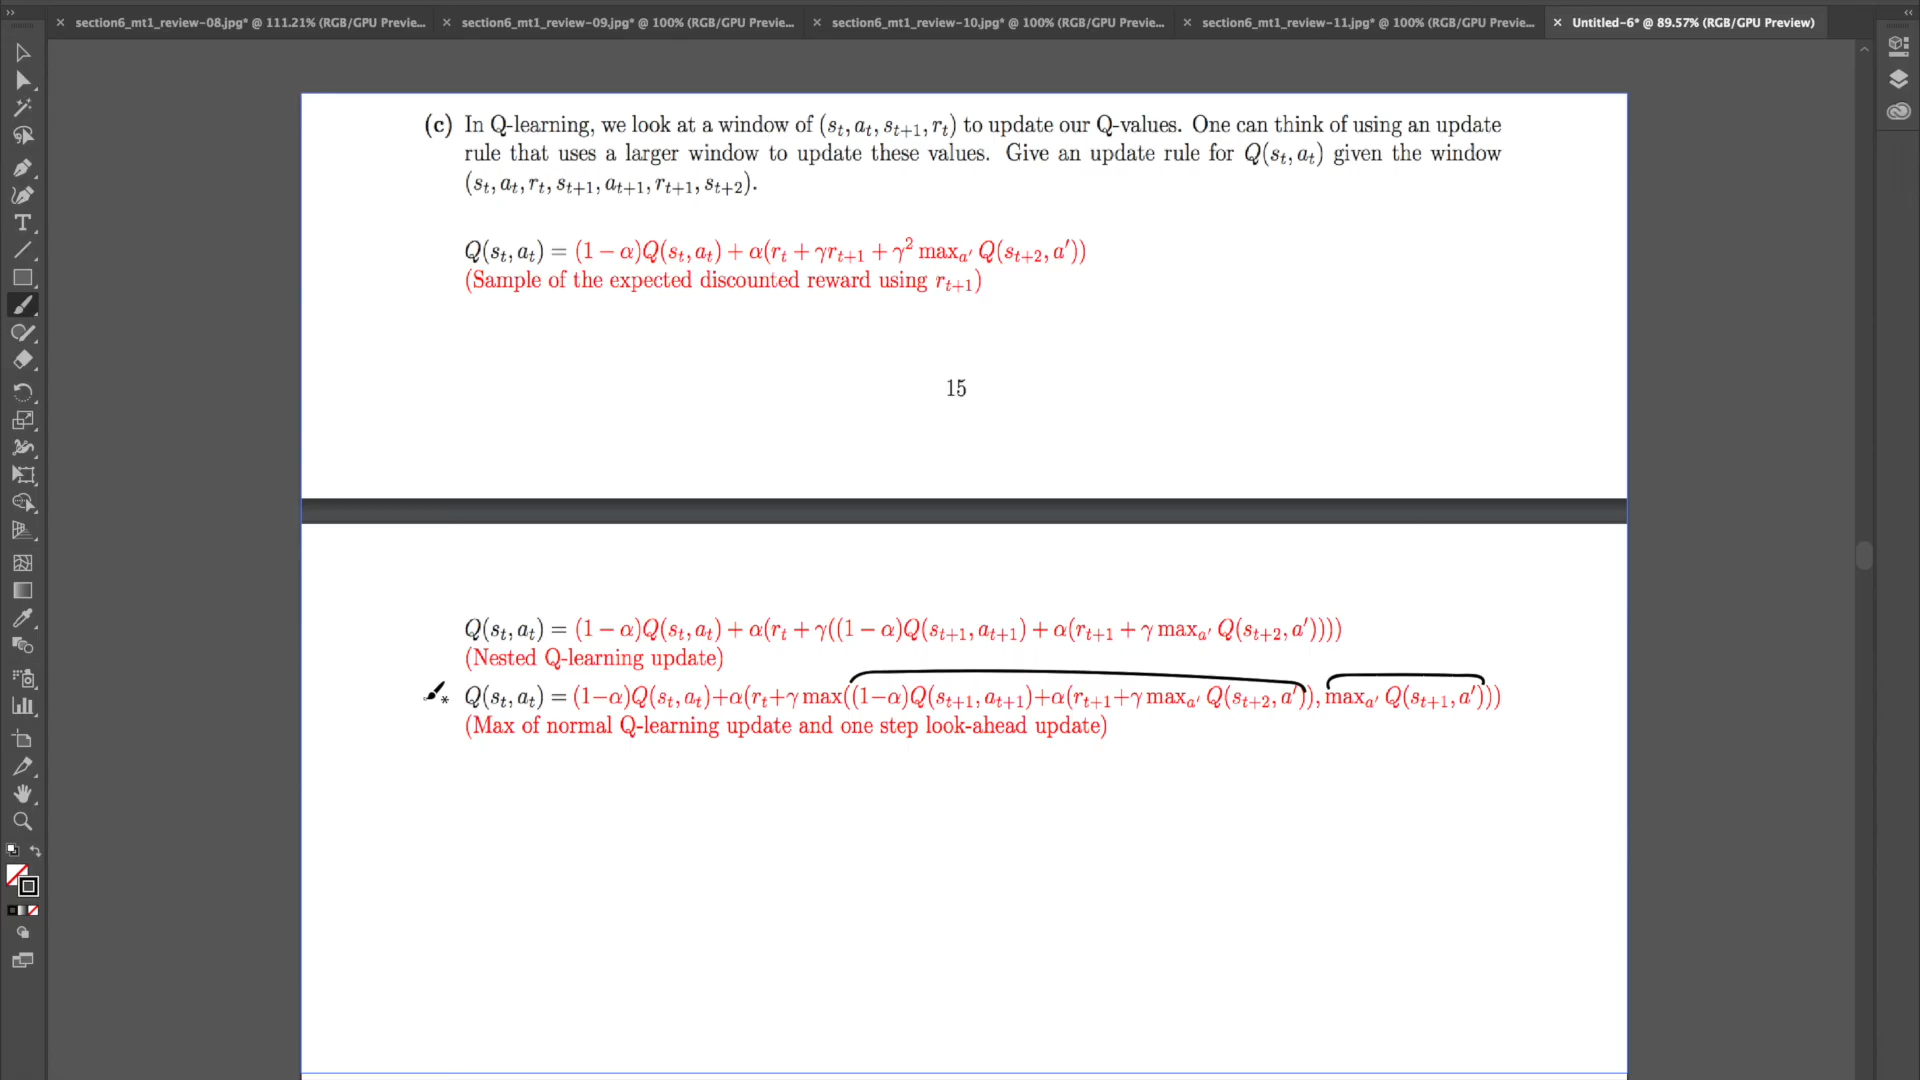 section6_mt1_review-08.jpg* @ 111.21% (RGB/GPU Previe...
section6_mt1_review-09.jpg* @ 100% (RGB/GPU Previe...
section6_mt1_review-10.jpg* @ 100% (RGB/GPU Previe...
section6_mt1_review-11.jpg* @ 100% (RGB/GPU Previe...
Untitled-6* @ 89.57% (RGB/GPU Preview)
(c) In Q-learning, we look at a window of (s_t, a_t, s_{t+1}, r_t) to update our Q-values. One can think of using an update
rule that uses a larger window to update these values. Give an update rule for Q(s_t, a_t) given the window
(s_t, a_t, r_t, s_{t+1}, a_{t+1}, r_{t+1}, s_{t+2}).
Q(s_t, a_t) = (1 − α)Q(s_t, a_t) + α(r_t + γr_{t+1} + γ² max_{a′} Q(s_{t+2}, a′))
(Sample of the expected discounted reward using r_{t+1})
15
Q(s_t, a_t) = (1 − α)Q(s_t, a_t) + α(r_t + γ((1 − α)Q(s_{t+1}, a_{t+1}) + α(r_{t+1} + γ max_{a′} Q(s_{t+2}, a′))))
(Nested Q-learning update)
Q(s_t, a_t) = (1−α)Q(s_t, a_t)+α(r_t+γ max((1−α)Q(s_{t+1}, a_{t+1})+α(r_{t+1}+γ max_{a′} Q(s_{t+2}, a′)), max_{a′} Q(s_{t+1}, a′)))
(Max of normal Q-learning update and one step look-ahead update)